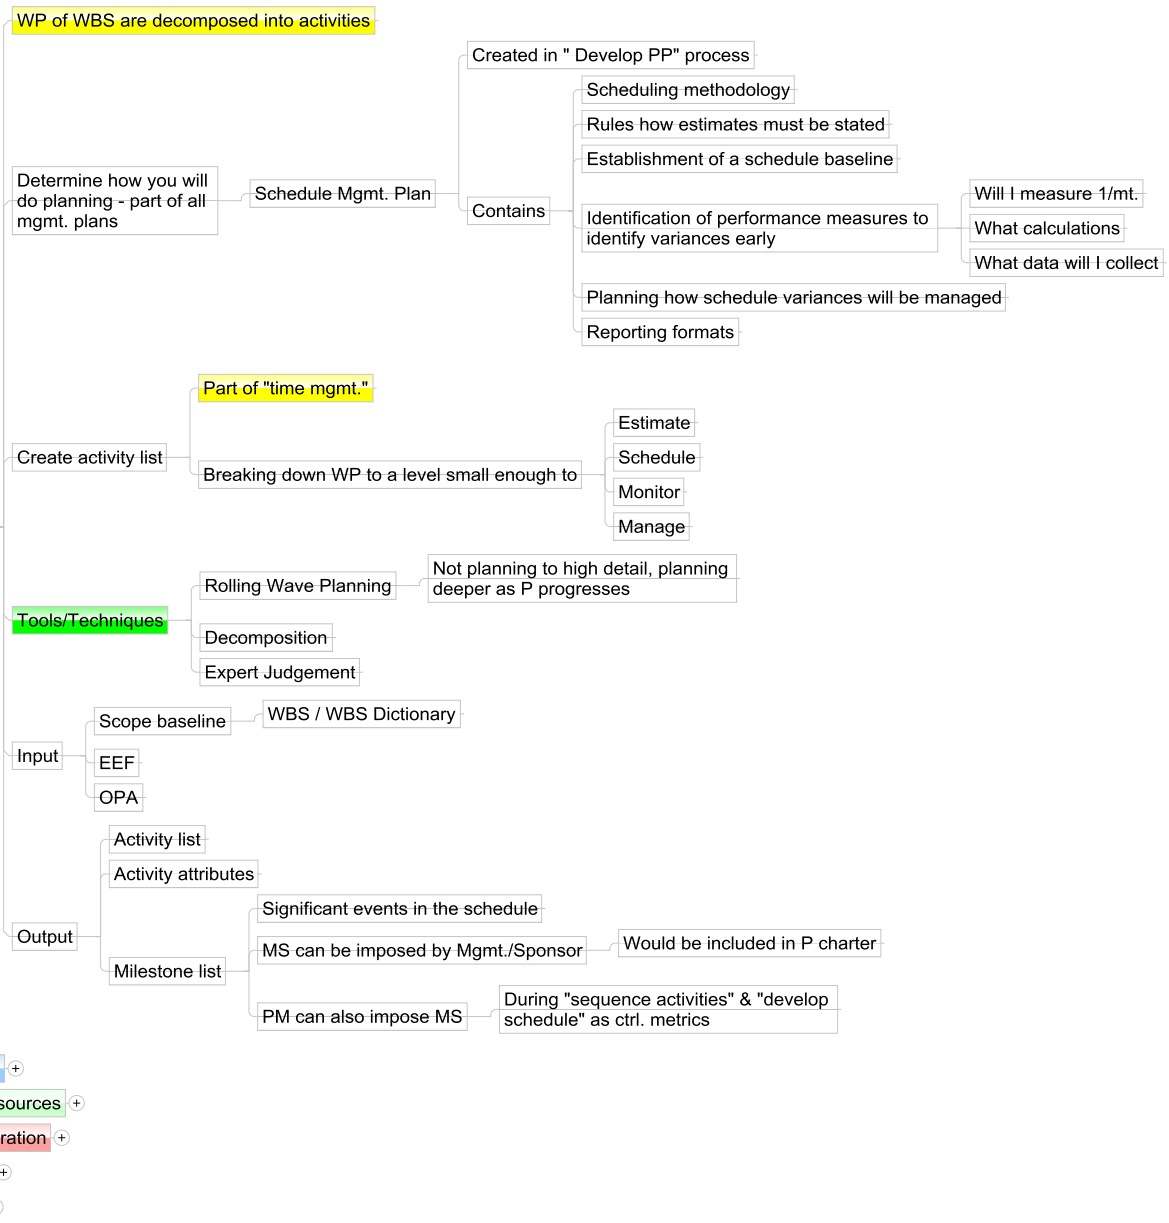 WP of WBS are decomposed into activities
Created in " Develop PP" process
Scheduling methodology
Rules how estimates must be stated
Establishment of a schedule baseline
Determine how you will
do planning - part of all
mgmt. plans
Schedule Mgmt. Plan
Contains
Identification of performance measures to
identify variances early
Will I measure 1/mt.
What calculations
What data will I collect
Planning how schedule variances will be managed
Reporting formats
Part of "time mgmt."
Create activity list
Breaking down WP to a level small enough to
Estimate
Schedule
Monitor
Manage
Tools/Techniques
Rolling Wave Planning
Not planning to high detail, planning
deeper as P progresses
Decomposition
Expert Judgement
Input
Scope baseline
WBS / WBS Dictionary
EEF
OPA
Output
Activity list
Activity attributes
Milestone list
Significant events in the schedule
MS can be imposed by Mgmt./Sponsor
Would be included in P charter
PM can also impose MS
During "sequence activities" & "develop
schedule" as ctrl. metrics
sources
ration